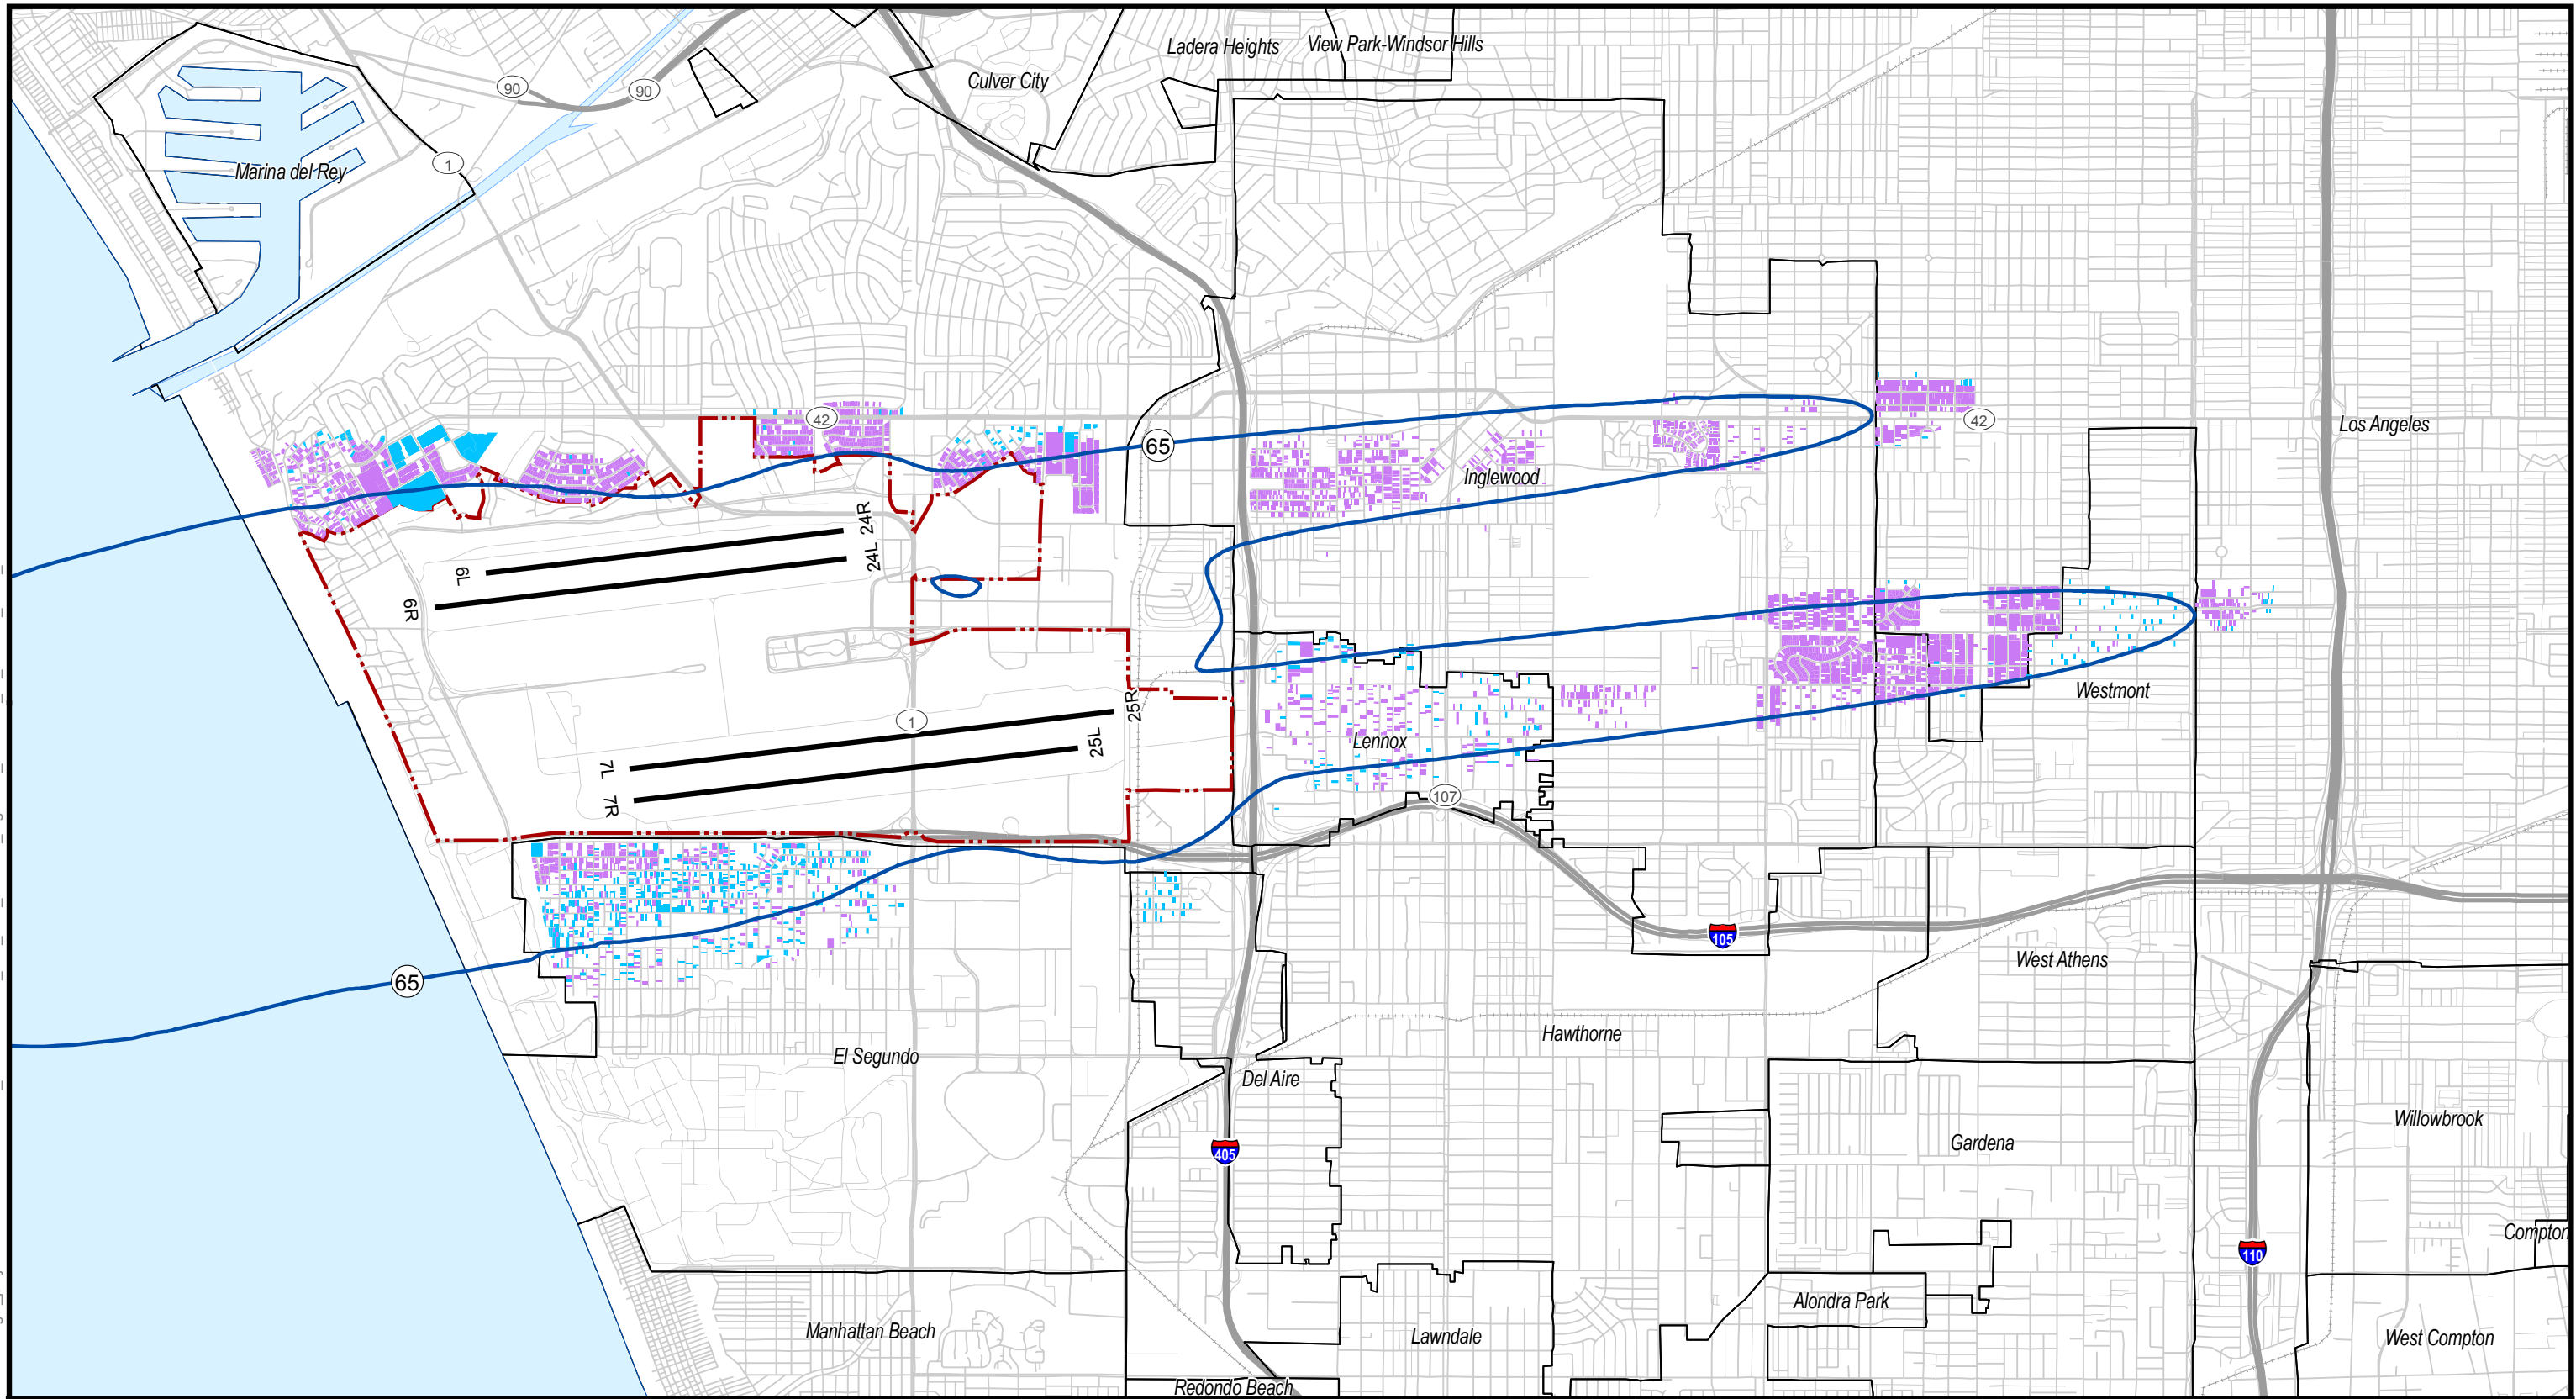 Ladera Heights
View Park-Windsor Hills
Culver City
90
90
1
Marina del Rey
42
65
42
Los Angeles
Inglewood
24R
24L
6L
6R
Westmont
25R
1
25L
Lennox
7L
7R
107
105
West Athens
65
Hawthorne
El Segundo
Del Aire
Willowbrook
Gardena
405
Compton
110
Alondra Park
Manhattan Beach
Lawndale
West Compton
Redondo Beach